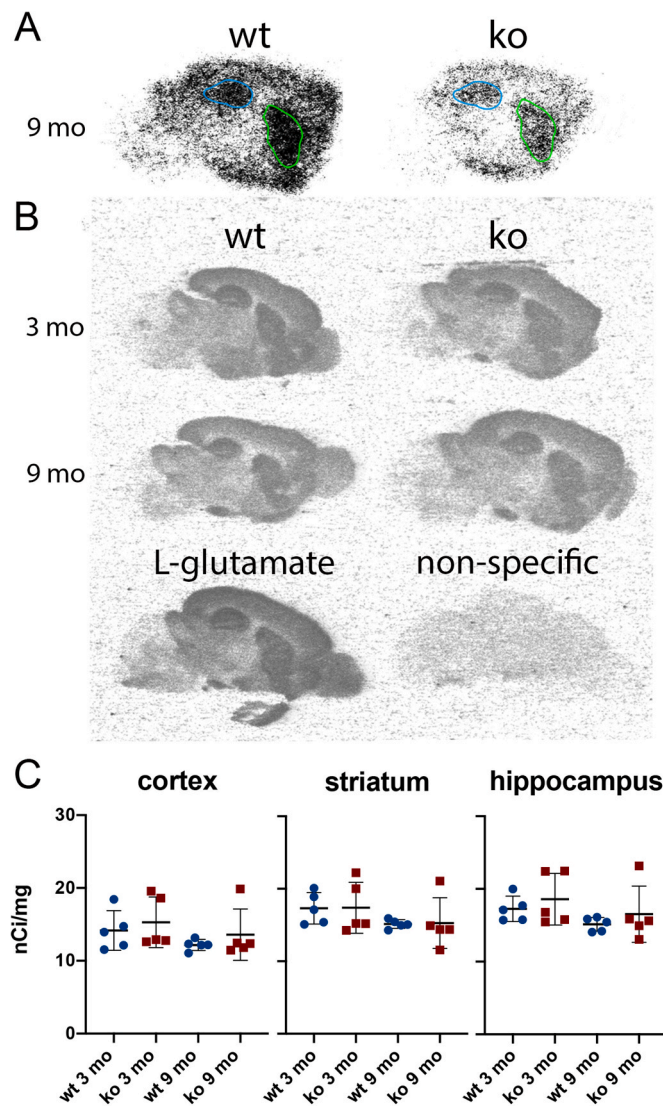 A
wt ko
9 mo
B
wt ko
3 mo
9 mo
L-glutamate non-specific
C
cortex striatum hippocampus
30
20
10
0
nCi/mg
wt 3 mo ko 3 mo wt 9 mo ko 9 mo wt 3 mo ko 3 mo wt 9 mo ko 9 mo wt 3 mo ko 3 mo wt 9 mo ko 9 mo